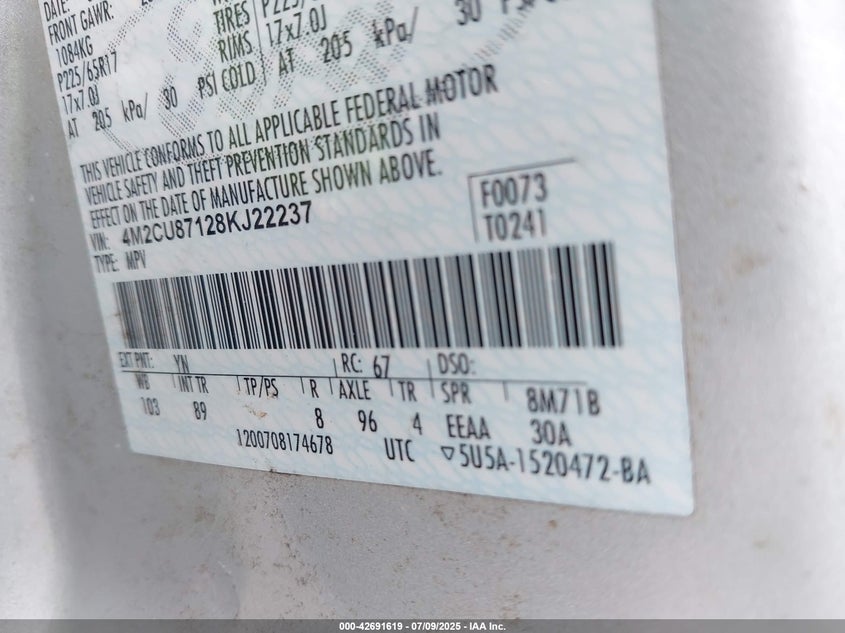 DATE:
FRONT GAWR:
1084KG
P225/65R17
17x7.0J
AT 205 kPa/ 30 PSI COLD
TIRES
RIMS 17x7.0J
AT 205 kPa/ 30
THIS VEHICLE CONFORMS TO ALL APPLICABLE FEDERAL MOTOR
VEHICLE SAFETY AND THEFT PREVENTION STANDARDS IN
EFFECT ON THE DATE OF MANUFACTURE SHOWN ABOVE.
VIN: 4M2CU87128KJ22237
TYPE: MPV
F0073
T0241
EXT PNT: YN RC: 67 DSO:
WB INT TR TP/PS R AXLE TR SPR 8M71B
103 89 8 96 4 EEAA 30A
1200708174678 UTC ▽5U5A-1520472-BA
000-42691619 | 07/09/2025 - IAA Inc.